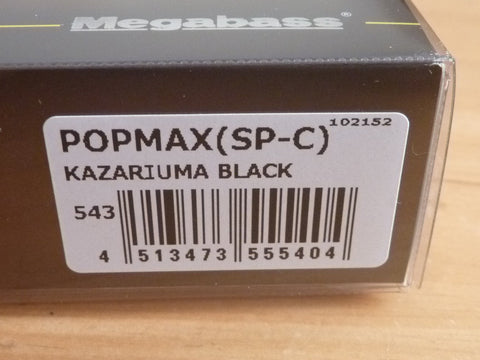 Megabass®
102152
POPMAX(SP-C)
KAZARIUMA BLACK
543
4 513473 555404